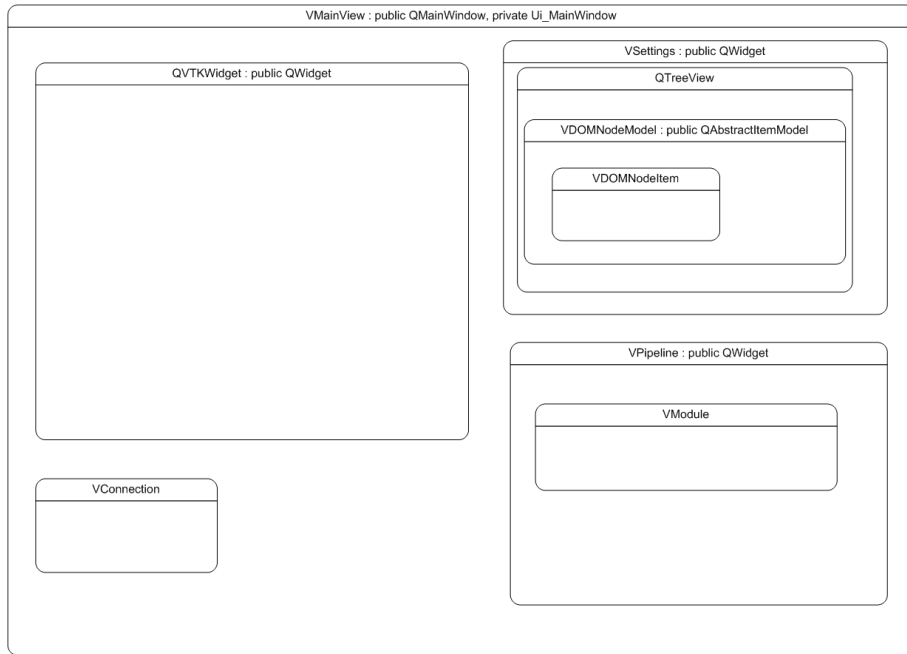 VMainView : public QMainWindow, private Ui_MainWindow
QVTKWidget : public QWidget
VSettings : public QWidget
QTreeView
VDOMNodeModel : public QAbstractItemModel
VDOMNodeItem
VPipeline : public QWidget
VModule
VConnection